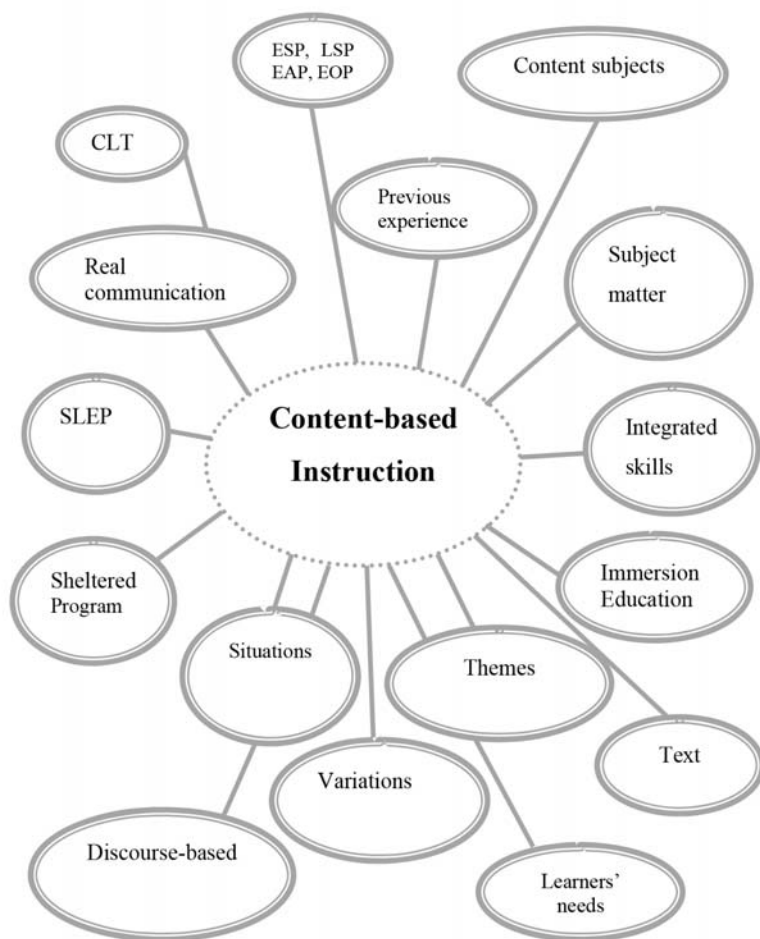 ESP, LSP
EAP, EOP
Content subjects
CLT
Previous
experience
Real
communication
Subject
matter
Content-based
Instruction
SLEP
Integrated
skills
Sheltered
Program
Immersion
Education
Situations
Themes
Text
Variations
Discourse-based
Learners'
needs